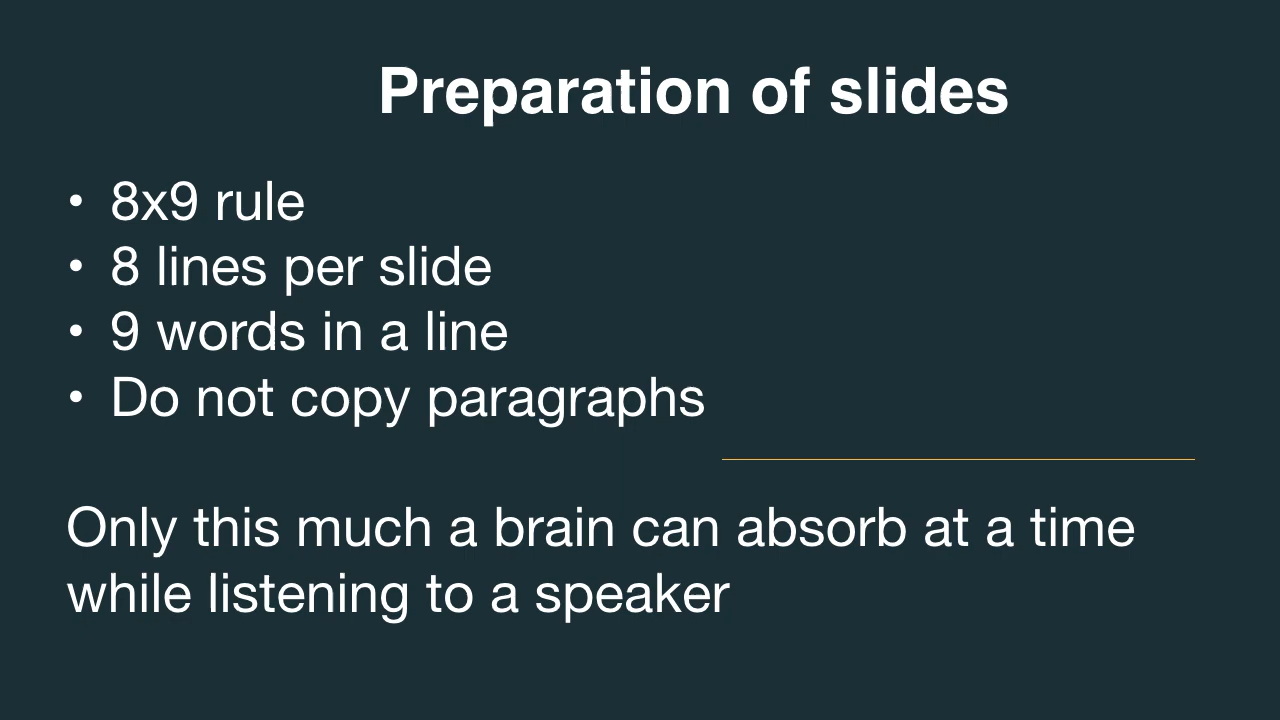 Preparation of slides
• 8x9 rule
• 8 lines per slide
• 9 words in a line
• Do not copy paragraphs
Only this much a brain can absorb at a time
while listening to a speaker